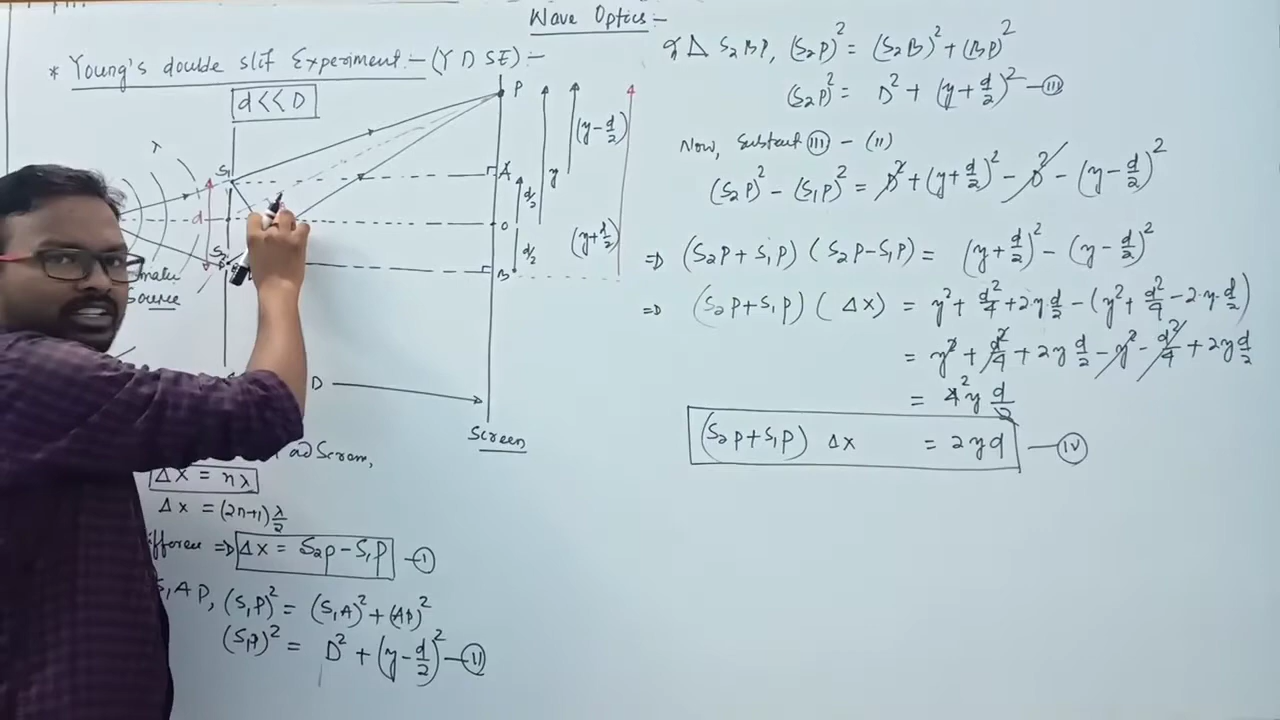 Wave Optics:-
* Young's double slit Experiment:- (Y D SE):-
d<<D
P
(y-d/2)
λ
S₁
A
y
d
d/2
O
S₂
(y+d/2)
d/2
B
Source
D
Screen
Screen,
Δx = nλ
Δx = (2n+1)λ/2
⇒ Δx = S₂P-S₁P —(I)
S₁AP, (S₁P)² = (S₁A)²+(AP)²
(S₁P)² = D²+(y-d/2)² —(II)
Δ S₂BP, (S₂P)² = (S₂B)²+(BP)²
(S₂P)² = D²+(y+d/2)² —(III)
Now, Substract (III) - (II)
(S₂P)² - (S₁P)² = D²+(y+d/2)² - D² - (y-d/2)²
⇒ (S₂P+S₁P) (S₂P-S₁P) = (y+d/2)² - (y-d/2)²
⇒ (S₂P+S₁P) (Δx) = y²+d²/4+2y.d/2-(y²+d²/4-2.y.d/2)
= y²+d²/4+2y d/2-y²-d²/4+2y d/2
= 4²y d/2
(S₂P+S₁P) Δx = 2yd —(IV)